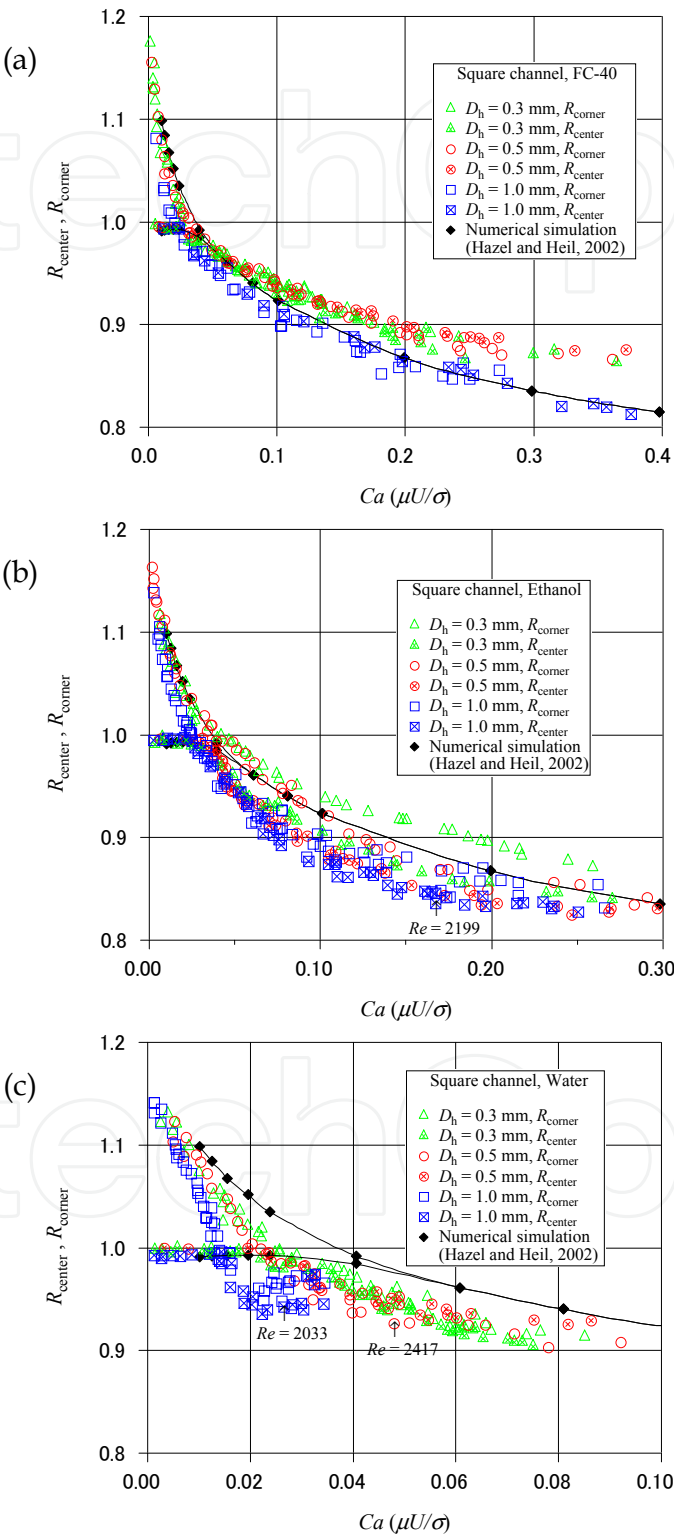 (a)
1.2
1.1
1.0
0.9
0.8
R_center , R_corner
Square channel, FC-40
D_h = 0.3 mm, R_corner
D_h = 0.3 mm, R_center
D_h = 0.5 mm, R_corner
D_h = 0.5 mm, R_center
D_h = 1.0 mm, R_corner
D_h = 1.0 mm, R_center
Numerical simulation
(Hazel and Heil, 2002)
0.0 0.1 0.2 0.3 0.4
Ca (μU/σ)
(b)
1.2
1.1
1.0
0.9
0.8
R_center , R_corner
Square channel, Ethanol
D_h = 0.3 mm, R_corner
D_h = 0.3 mm, R_center
D_h = 0.5 mm, R_corner
D_h = 0.5 mm, R_center
D_h = 1.0 mm, R_corner
D_h = 1.0 mm, R_center
Numerical simulation
(Hazel and Heil, 2002)
Re = 2199
0.00 0.10 0.20 0.30
Ca (μU/σ)
(c)
1.2
1.1
1.0
0.9
0.8
R_center , R_corner
Square channel, Water
D_h = 0.3 mm, R_corner
D_h = 0.3 mm, R_center
D_h = 0.5 mm, R_corner
D_h = 0.5 mm, R_center
D_h = 1.0 mm, R_corner
D_h = 1.0 mm, R_center
Numerical simulation
(Hazel and Heil, 2002)
Re = 2033
Re = 2417
0.00 0.02 0.04 0.06 0.08 0.10
Ca (μU/σ)